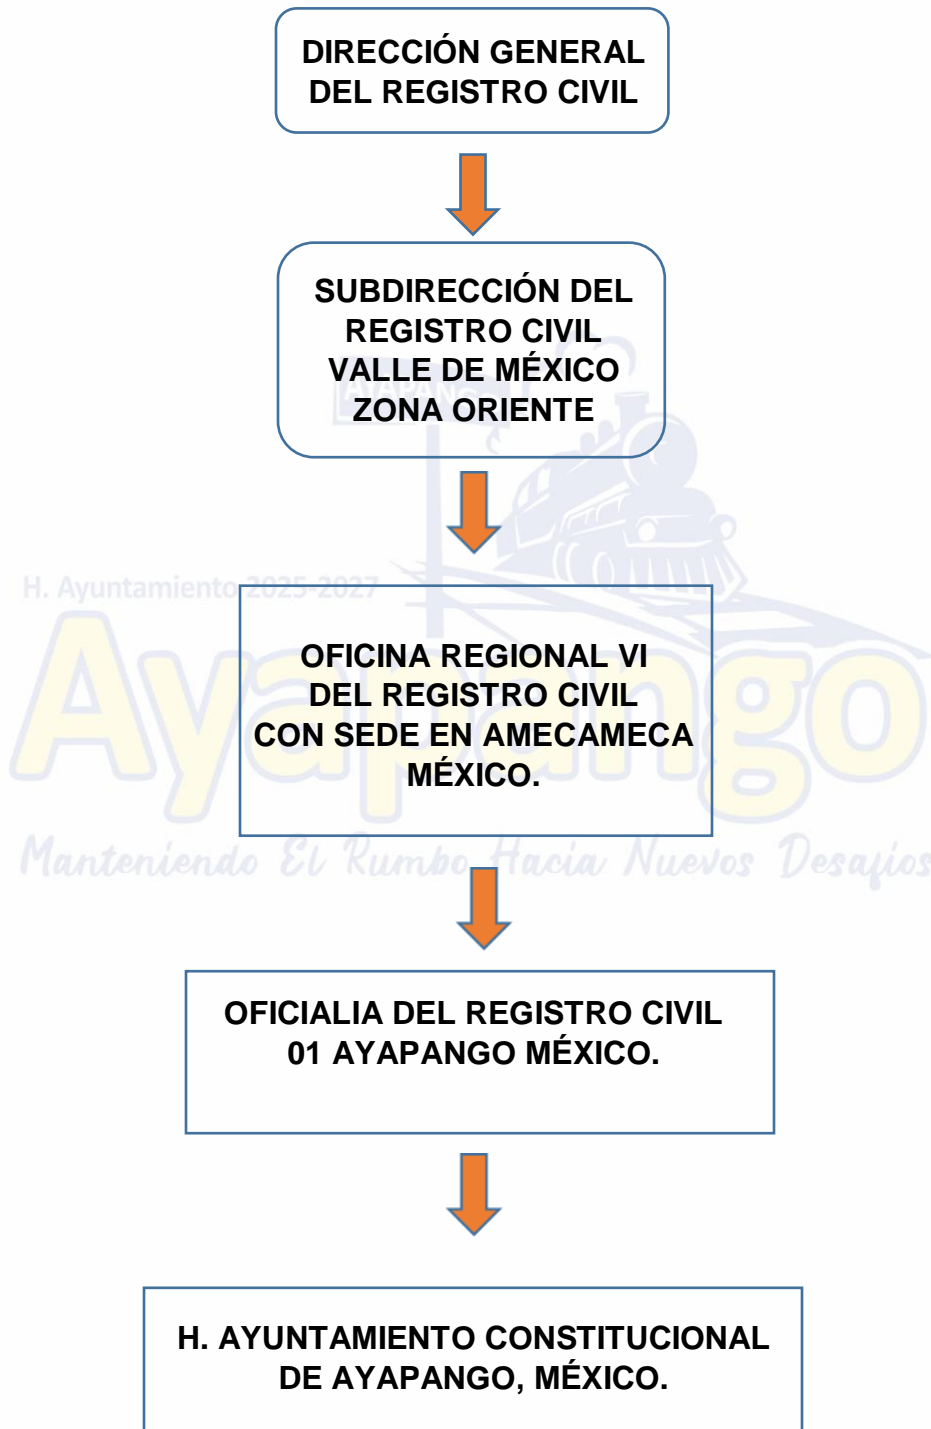 DIRECCIÓN GENERAL
DEL REGISTRO CIVIL
SUBDIRECCIÓN DEL
REGISTRO CIVIL
VALLE DE MÉXICO
ZONA ORIENTE
AYAPANGO
H. Ayuntamiento 2025-2027
Ayapango
OFICINA REGIONAL VI
DEL REGISTRO CIVIL
CON SEDE EN AMECAMECA
MÉXICO.
Manteniendo El Rumbo Hacia Nuevos Desafíos
OFICIALIA DEL REGISTRO CIVIL
01 AYAPANGO MÉXICO.
H. AYUNTAMIENTO CONSTITUCIONAL
DE AYAPANGO, MÉXICO.